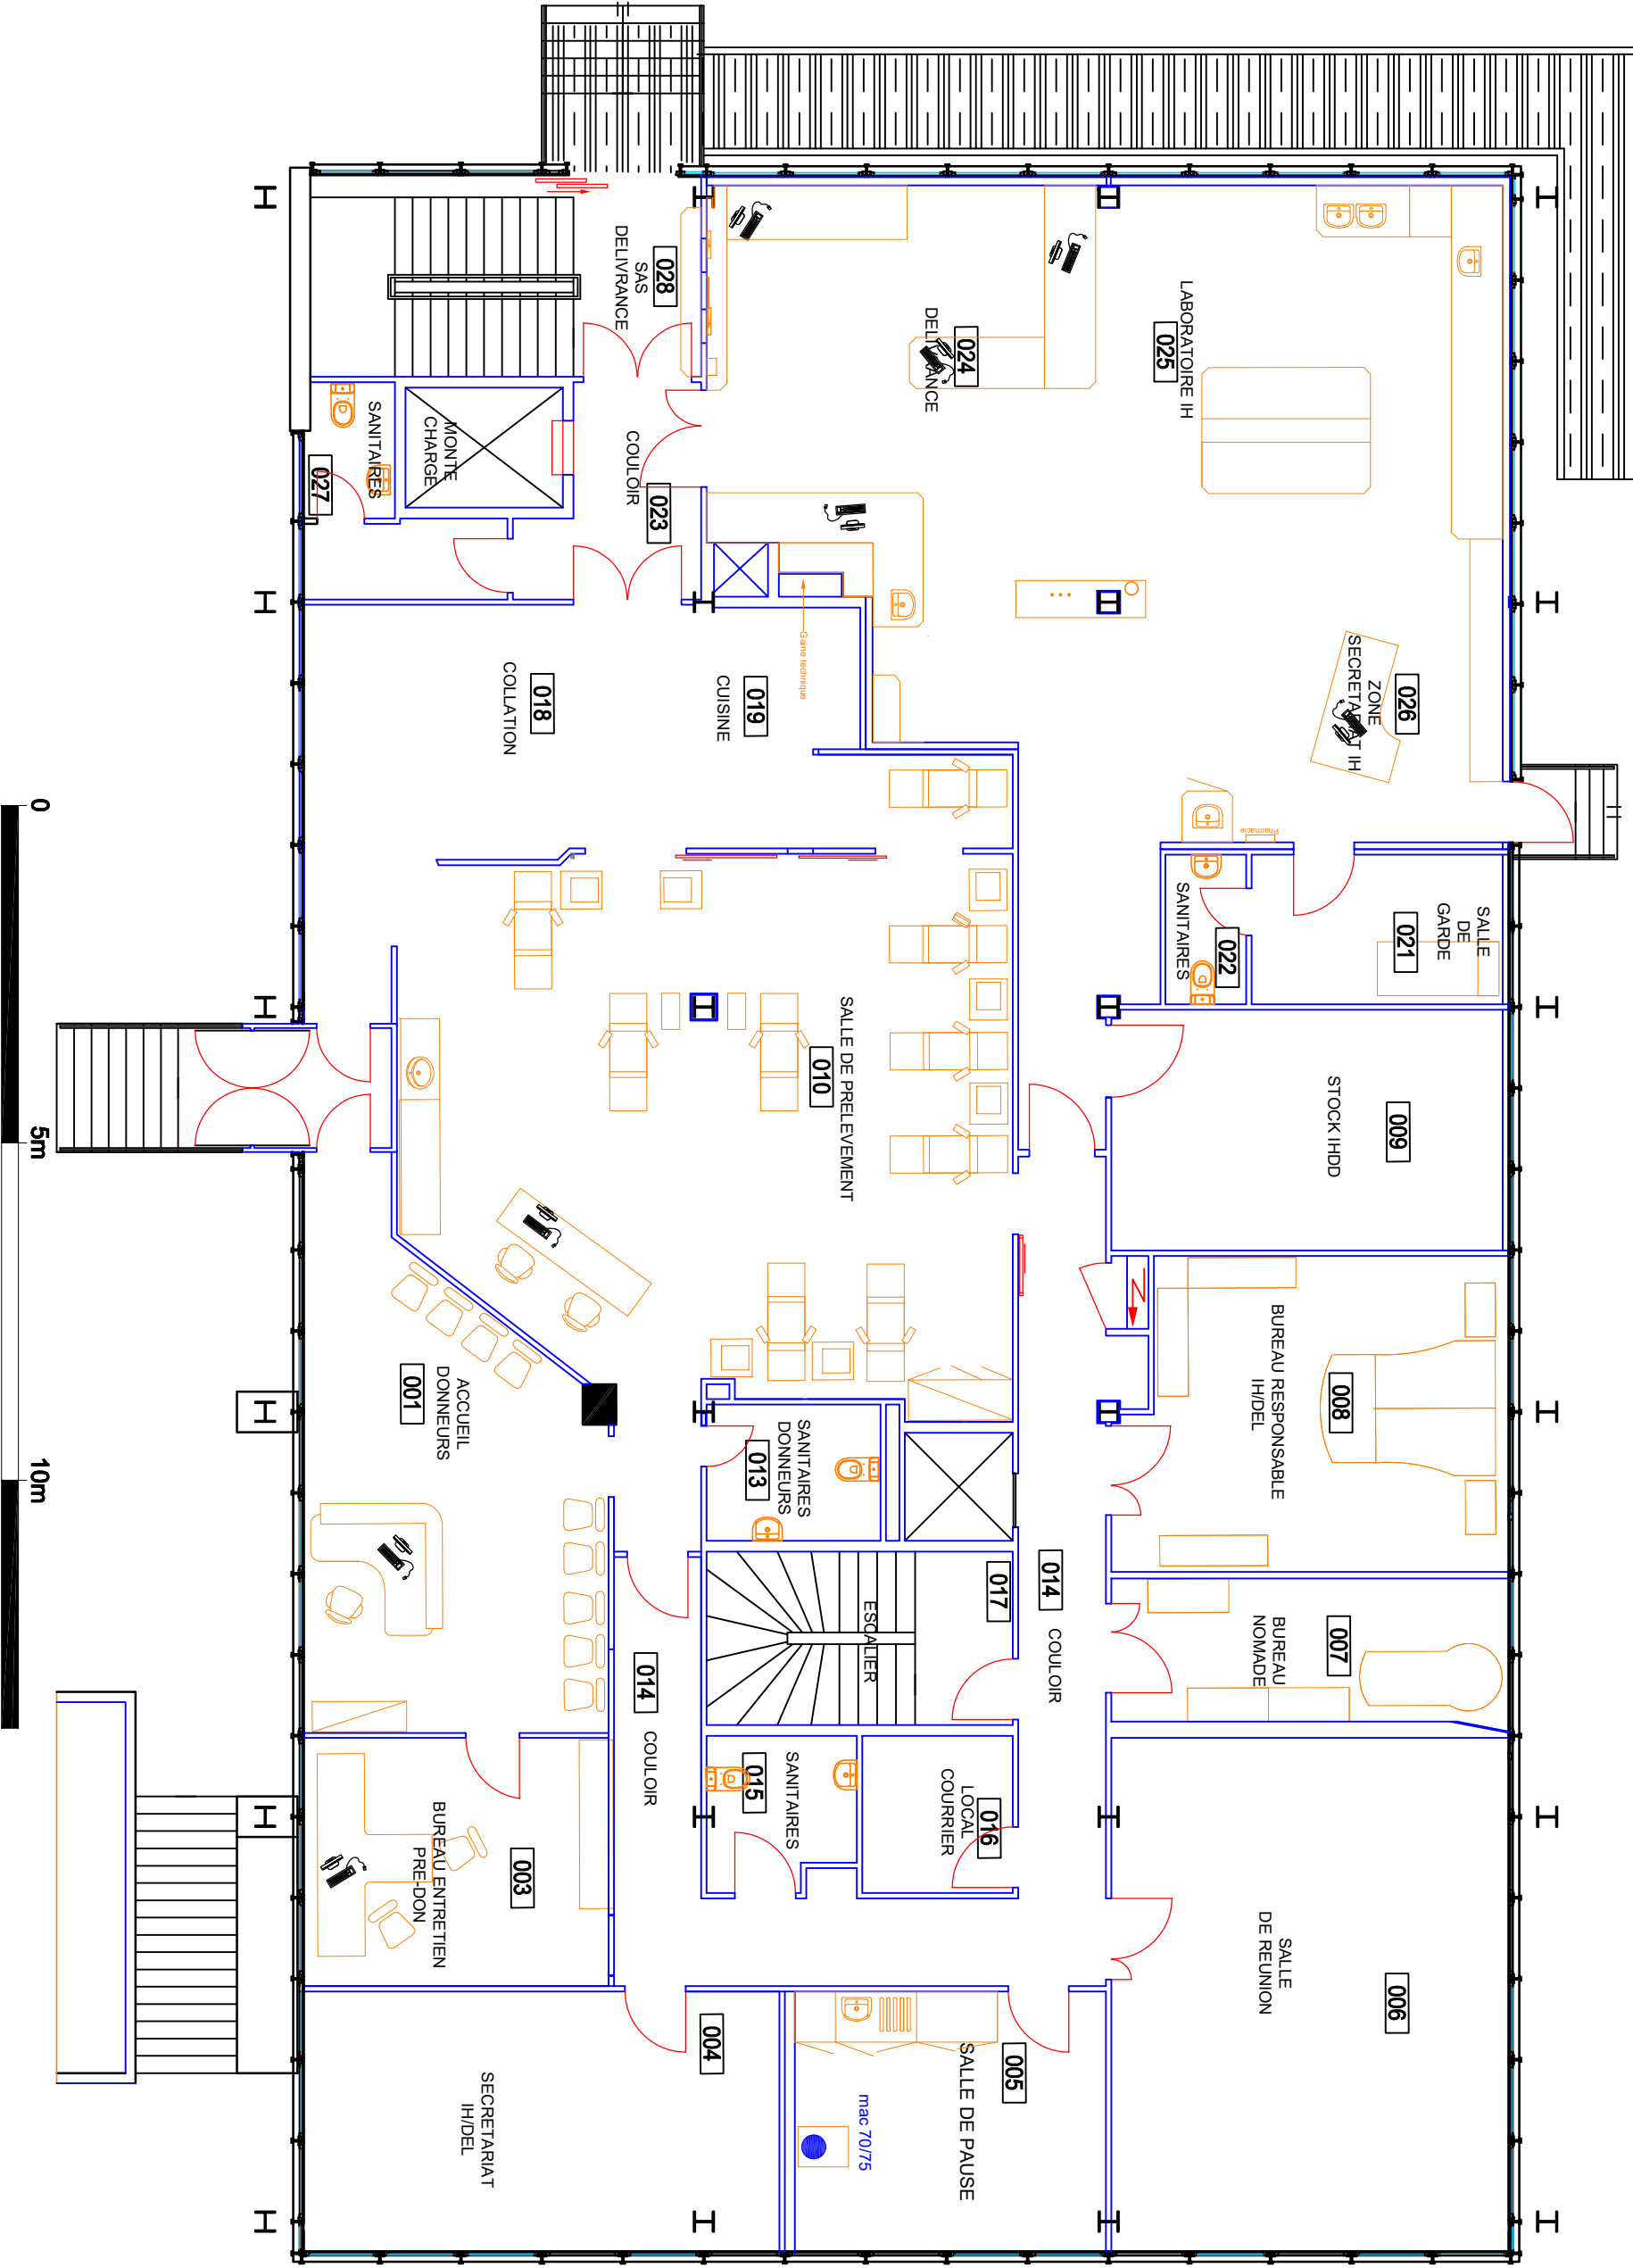 028
SAS
DELIVRANCE
SANITAIRES
027
MONTE
CHARGE
COULOIR
023
024
025
LABORATOIRE IH
026
ZONE
SECRETARIAT IH
Gaine technique
018
COLLATION
019
CUISINE
Pharmacie
SANITAIRES
022
021
SALLE
DE
GARDE
SALLE DE PRELEVEMENT
010
STOCK IHDD
009
BUREAU RESPONSABLE
IH/DEL
008
ACCUEIL
DONNEURS
001
SANITAIRES
DONNEURS
013
017
ESCALIER
014
COULOIR
BUREAU
NOMADE
007
014
COULOIR
SANITAIRES
015
LOCAL
COURRIER
016
BUREAU ENTRETIEN
PRE-DON
003
SALLE
DE REUNION
006
004
SECRETARIAT
IH/DEL
005
SALLE DE PAUSE
mac 70/75
0
5m
10m